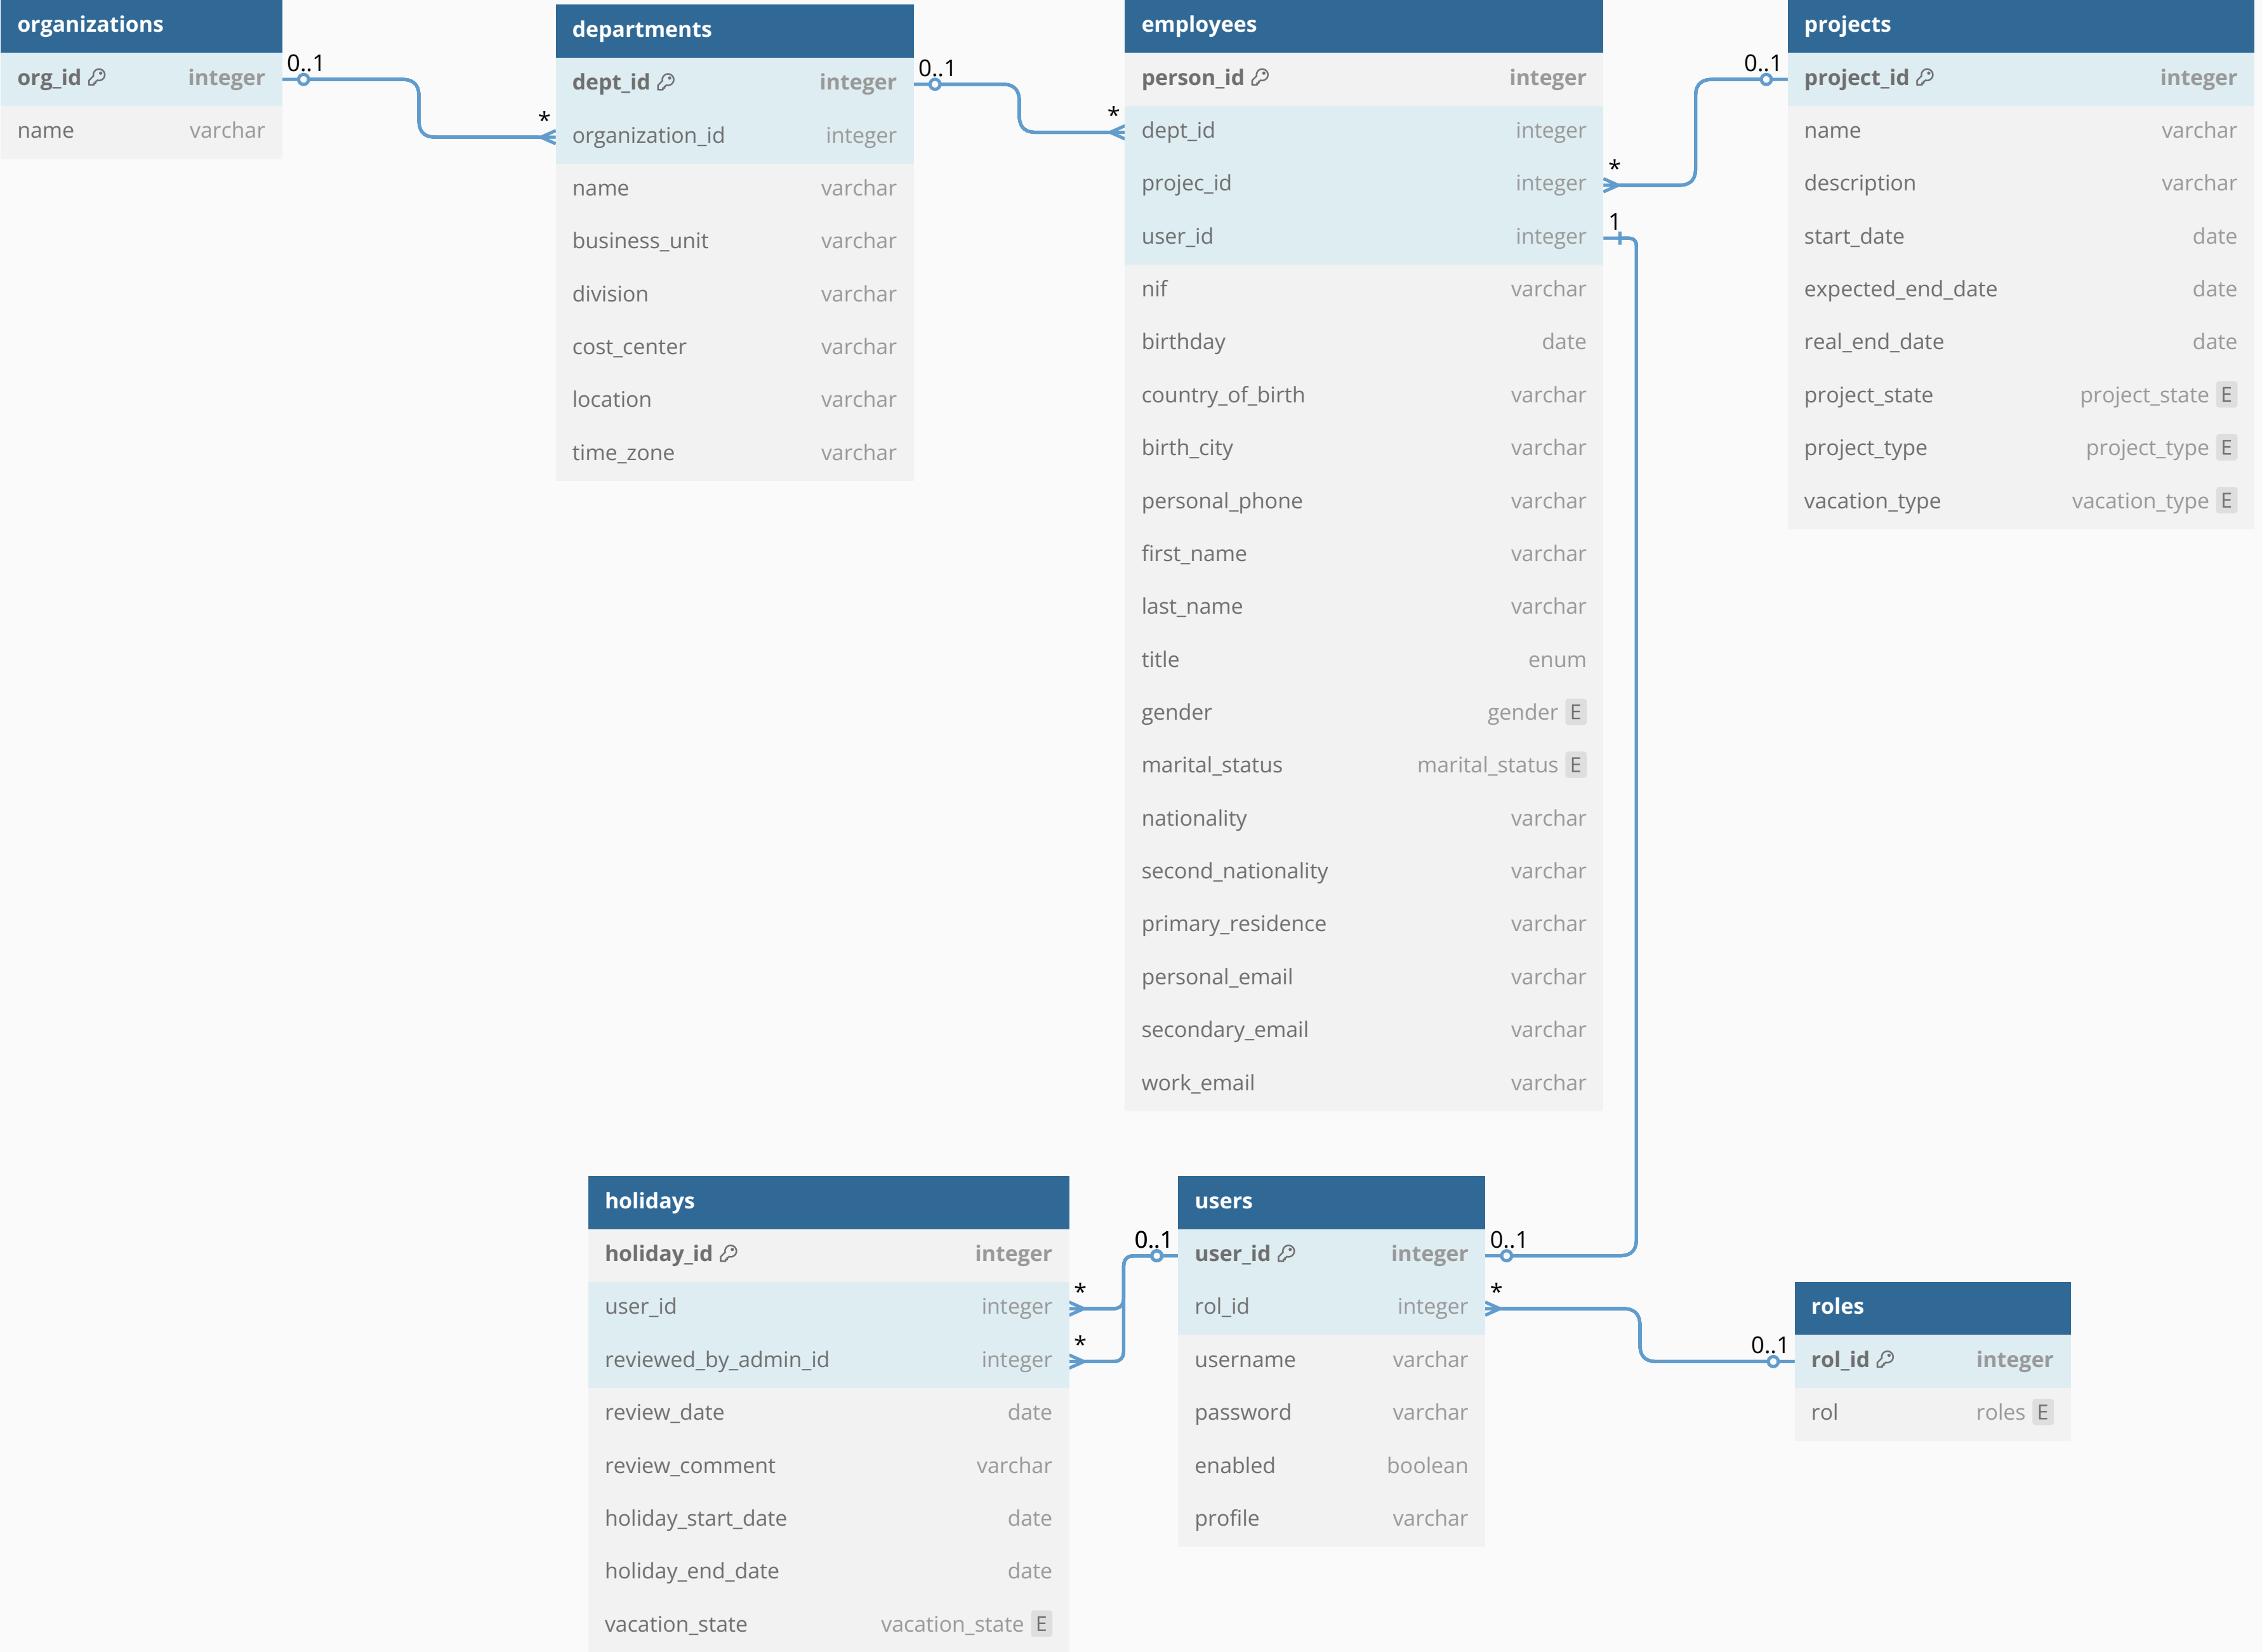 organizations
org_id integer
name varchar
0..1
*
departments
dept_id integer
organization_id integer
name varchar
business_unit varchar
division varchar
cost_center varchar
location varchar
time_zone varchar
0..1
*
employees
person_id integer
dept_id integer
projec_id integer
user_id integer
nif varchar
birthday date
country_of_birth varchar
birth_city varchar
personal_phone varchar
first_name varchar
last_name varchar
title enum
gender gender E
marital_status marital_status E
nationality varchar
second_nationality varchar
primary_residence varchar
personal_email varchar
secondary_email varchar
work_email varchar
*
1
0..1
projects
project_id integer
name varchar
description varchar
start_date date
expected_end_date date
real_end_date date
project_state project_state E
project_type project_type E
vacation_type vacation_type E
holidays
holiday_id integer
user_id integer
reviewed_by_admin_id integer
review_date date
review_comment varchar
holiday_start_date date
holiday_end_date date
vacation_state vacation_state E
*
*
0..1
users
user_id integer
rol_id integer
username varchar
password varchar
enabled boolean
profile varchar
0..1
*
0..1
roles
rol_id integer
rol roles E